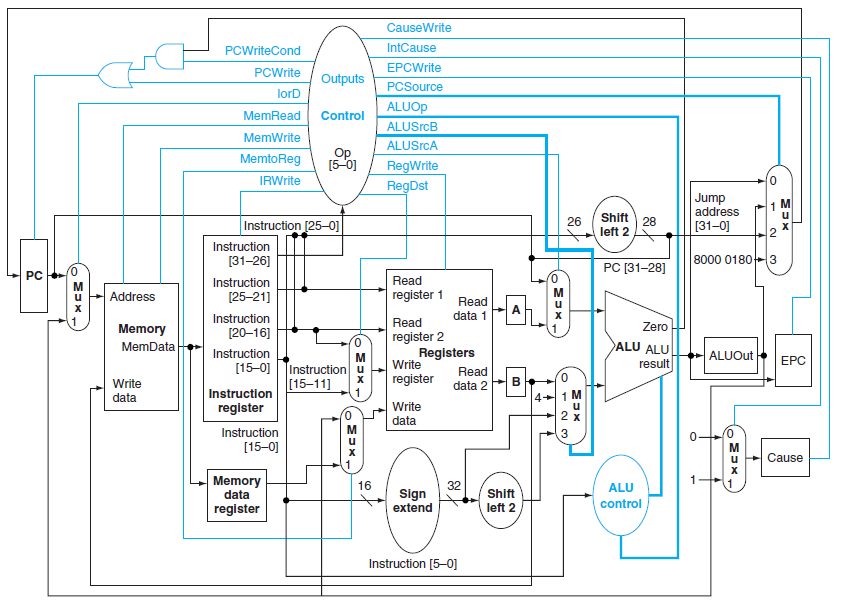 CauseWrite
IntCause
EPCWrite
PCSource
ALUOp
ALUSrcB
ALUSrcA
RegWrite
RegDst
PCWriteCond
PCWrite
IorD
MemRead
MemWrite
MemtoReg
IRWrite
Outputs
Control
Op
[5–0]
Instruction [25–0]
26
Shift
left 2
28
Jump
address
[31–0]
PC [31–28]
8000 0180
0
1
2
3
M
u
x
PC
0
M
u
x
1
Address
Memory
MemData
Write
data
Instruction
[31–26]
Instruction
[25–21]
Instruction
[20–16]
Instruction
[15–0]
Instruction
register
Instruction
[15–0]
Memory
data
register
Instruction
[15–11]
0
M
u
x
1
0
M
u
x
1
Read
register 1
Read
register 2
Registers
Write
register
Write
data
Read
data 1
Read
data 2
A
B
0
M
u
x
1
4
0
1
2
3
M
u
x
Zero
ALU
ALU
result
ALUOut
EPC
0
1
0
M
u
x
1
Cause
16
Sign
extend
32
Shift
left 2
ALU
control
Instruction [5–0]